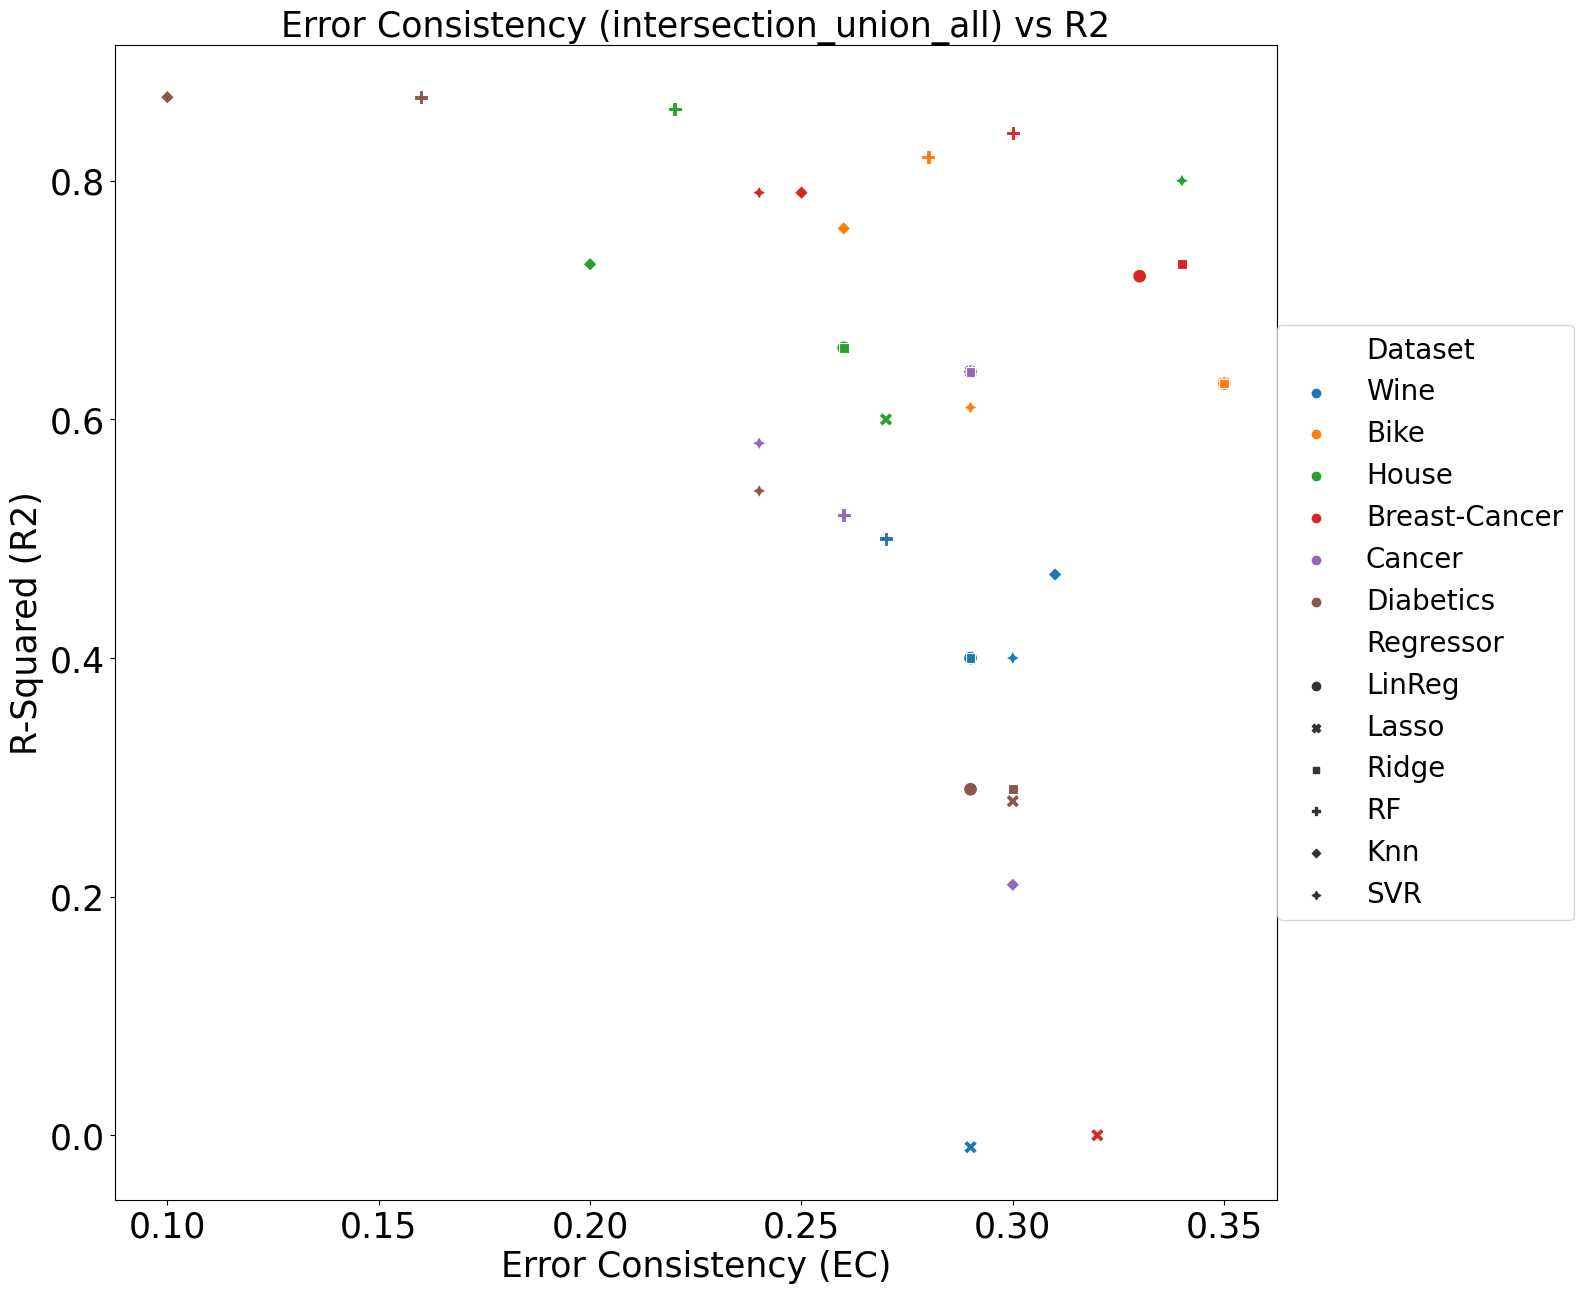 Error Consistency (intersection_union_all) vs R2
R-Squared (R2)
0.8
0.6
0.4
0.2
0.0
0.10
0.15
0.20
0.25
0.30
0.35
Error Consistency (EC)
Dataset
Wine
Bike
House
Breast-Cancer
Cancer
Diabetics
Regressor
LinReg
Lasso
Ridge
RF
Knn
SVR